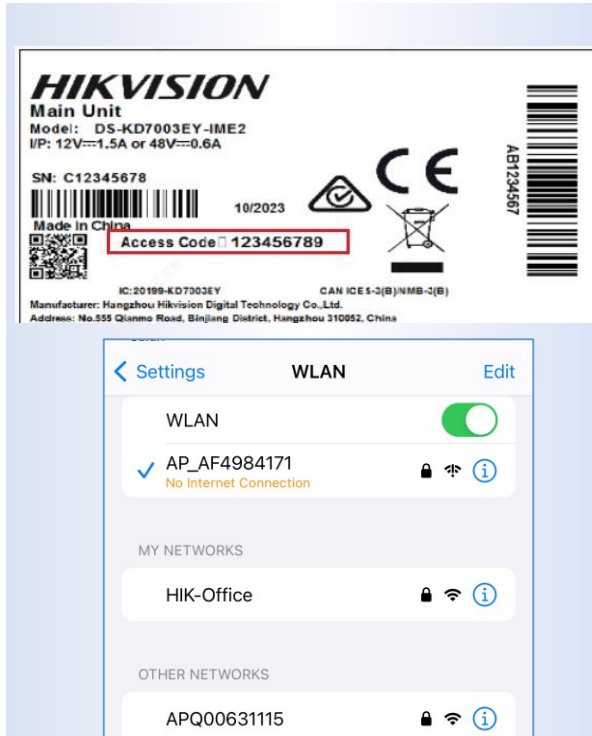 HIKVISION
Main Unit
Model: DS-KD7003EY-IME2
I/P: 12V⎓1.5A or 48V⎓0.6A
SN: C12345678
10/2023
Made in China
Access Code 123456789
AB1234567
IC:20199-KD7003EY CAN ICES-3(B)/NMB-3(B)
Manufacturer: Hangzhou Hikvision Digital Technology Co.,Ltd.
Address: No.555 Qianmo Road, Binjiang District, Hangzhou 310052, China
Settings WLAN Edit
WLAN
AP_AF4984171
No Internet Connection
MY NETWORKS
HIK-Office
OTHER NETWORKS
APQ00631115